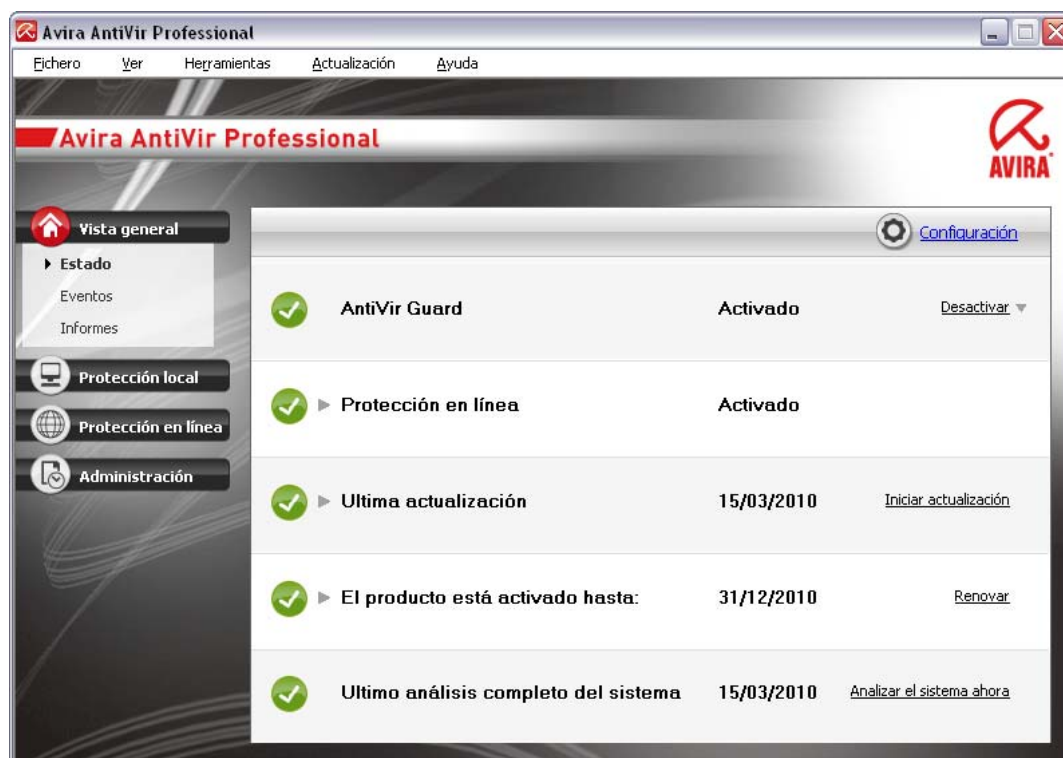 Avira AntiVir Professional
Fichero Ver Herramientas Actualización Ayuda
Avira AntiVir Professional
AVIRA
Vista general
Estado
Eventos
Informes
Protección local
Protección en línea
Administración
Configuración
AntiVir Guard Activado Desactivar
Protección en línea Activado
Ultima actualización 15/03/2010 Iniciar actualización
El producto está activado hasta: 31/12/2010 Renovar
Ultimo análisis completo del sistema 15/03/2010 Analizar el sistema ahora